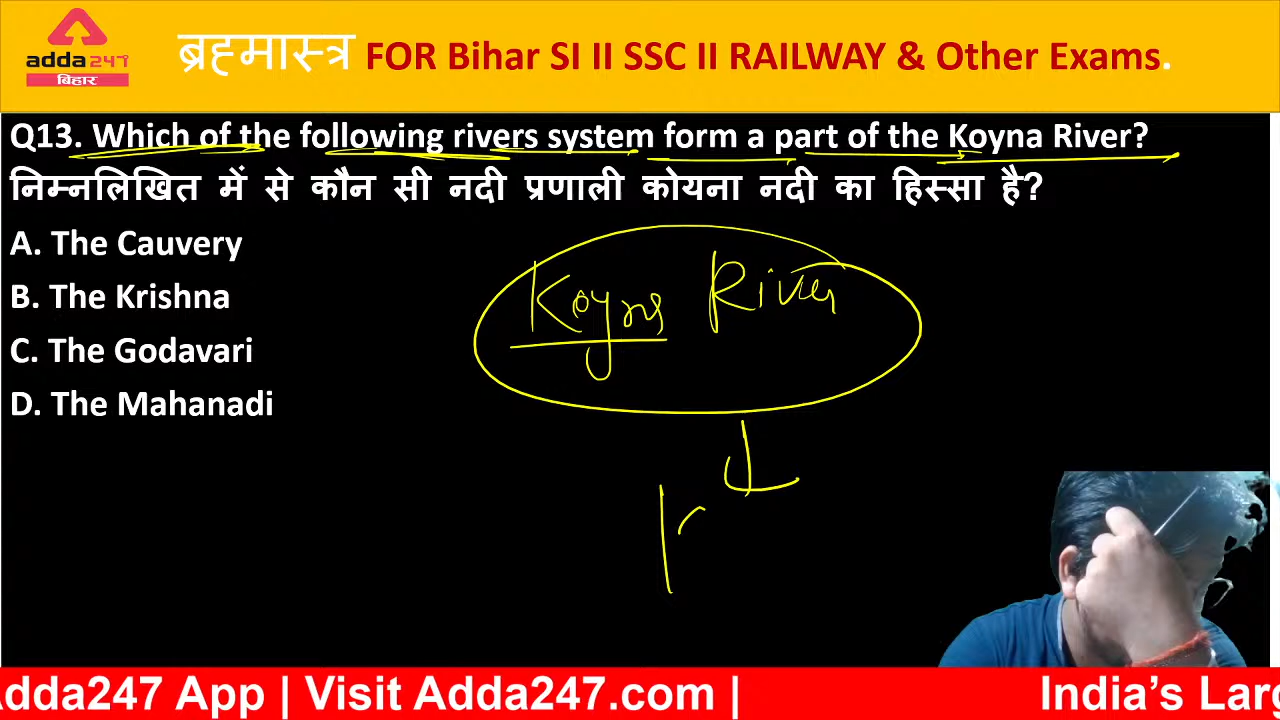 adda247
बिहार
ब्रह्मास्त्र FOR Bihar SI II SSC II RAILWAY & Other Exams.
Q13. Which of the following rivers system form a part of the Koyna River?
निम्नलिखित में से कौन सी नदी प्रणाली कोयना नदी का हिस्सा है?
A. The Cauvery
B. The Krishna
C. The Godavari
D. The Mahanadi
Koyna River
Adda247 App | Visit Adda247.com | India's Larg